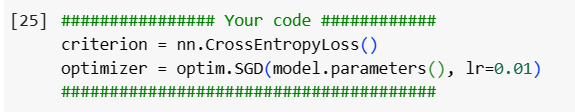 [25] ################ Your code ############
criterion = nn.CrossEntropyLoss()
optimizer = optim.SGD(model.parameters(), lr=0.01)
#######################################